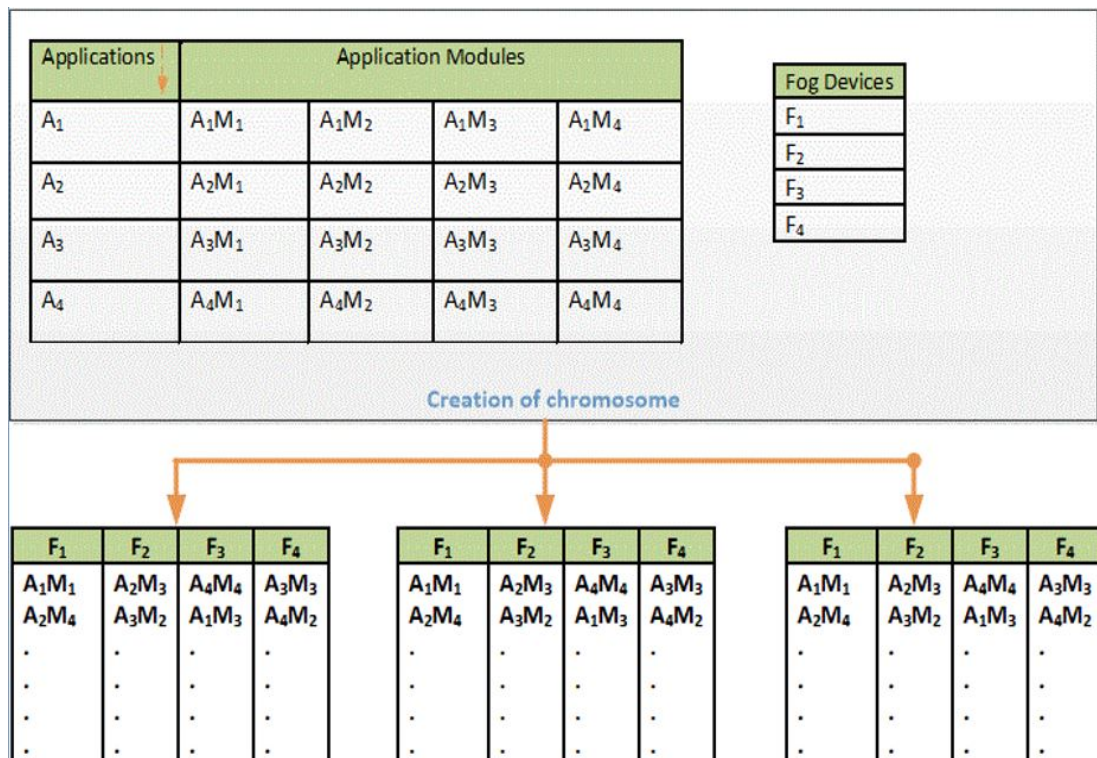 Applications Application Modules
A₁ A₁M₁ A₁M₂ A₁M₃ A₁M₄
A₂ A₂M₁ A₂M₂ A₂M₃ A₂M₄
A₃ A₃M₁ A₃M₂ A₃M₃ A₃M₄
A₄ A₄M₁ A₄M₂ A₄M₃ A₄M₄
Fog Devices
F₁
F₂
F₃
F₄
Creation of chromosome
F₁ F₂ F₃ F₄
A₁M₁ A₂M₃ A₄M₄ A₃M₃
A₂M₄ A₃M₂ A₁M₃ A₄M₂
. . . .
. . . .
. . . .
. . . .
F₁ F₂ F₃ F₄
A₁M₁ A₂M₃ A₄M₄ A₃M₃
A₂M₄ A₃M₂ A₁M₃ A₄M₂
. . . .
. . . .
. . . .
. . . .
F₁ F₂ F₃ F₄
A₁M₁ A₂M₃ A₄M₄ A₃M₃
A₂M₄ A₃M₂ A₁M₃ A₄M₂
. . . .
. . . .
. . . .
. . . .